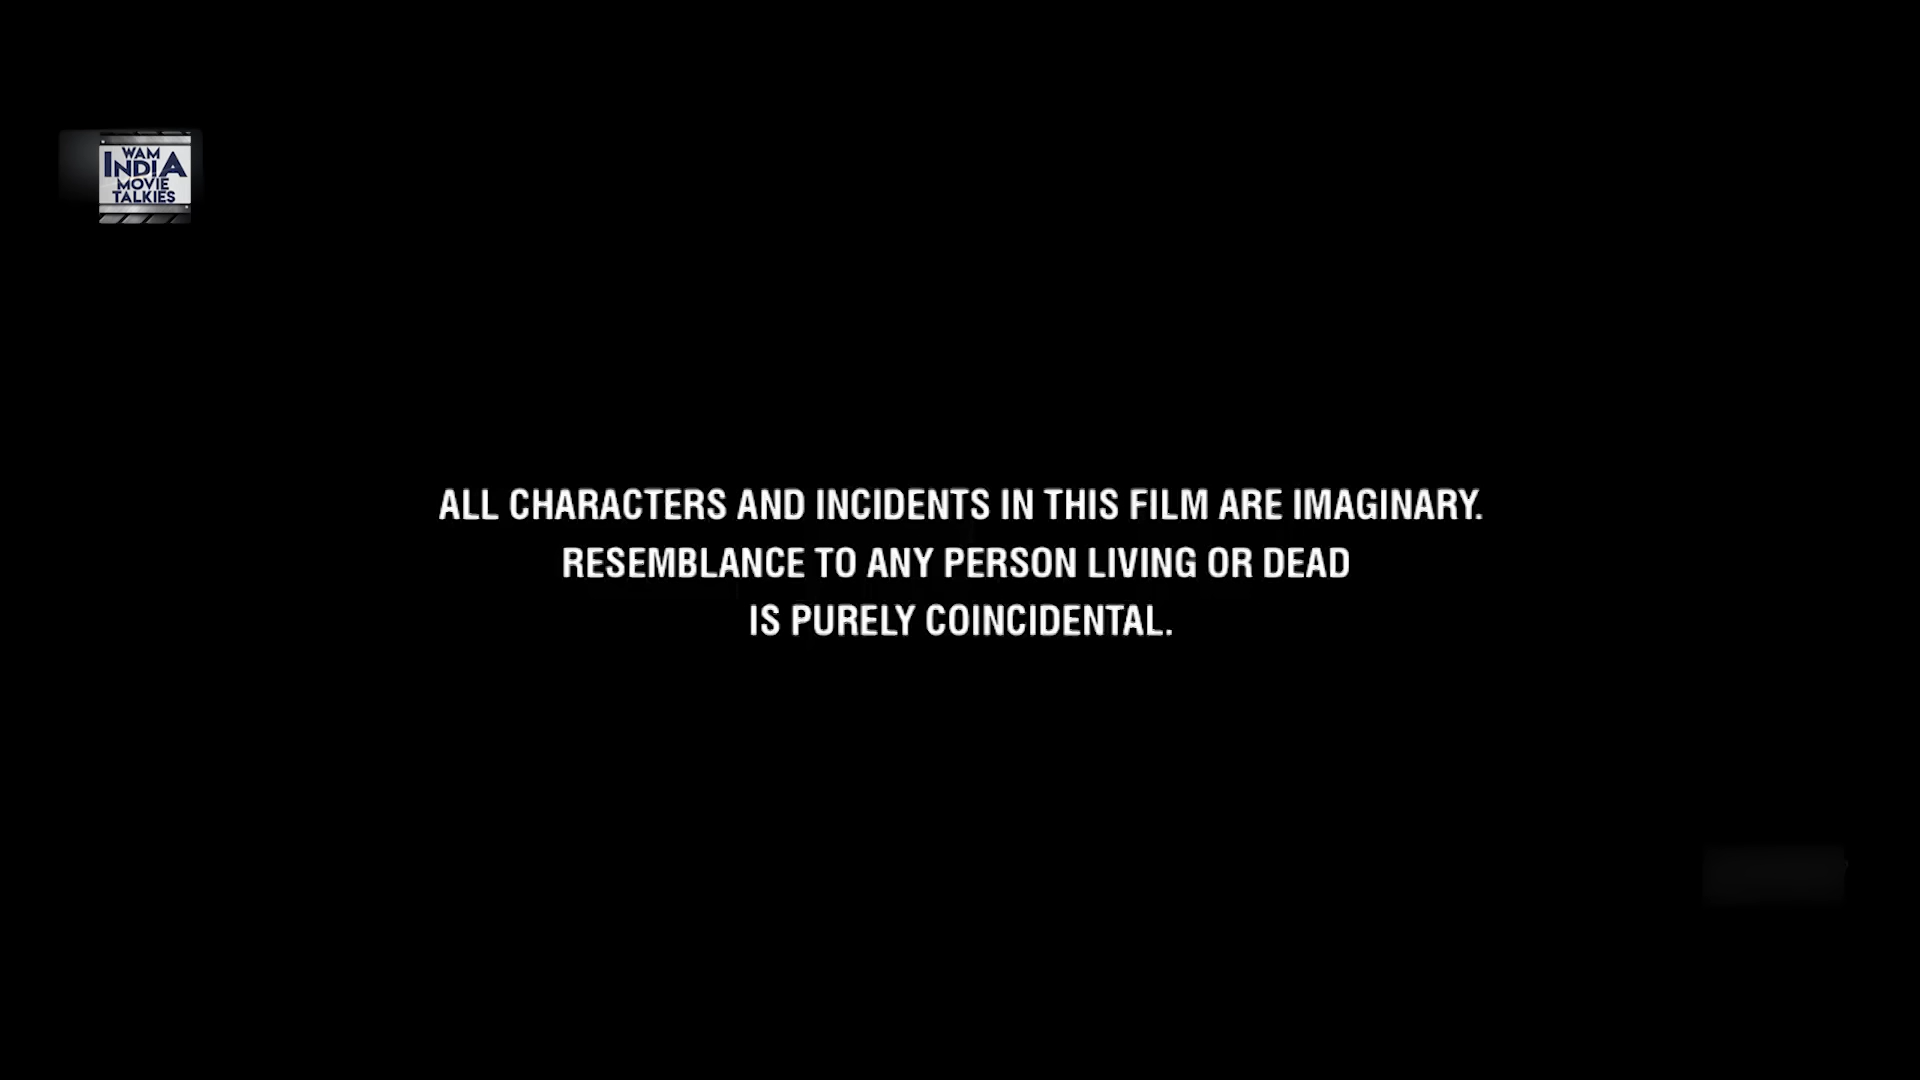 WAM
INDIA
MOVIE
TALKIES
ALL CHARACTERS AND INCIDENTS IN THIS FILM ARE IMAGINARY.
RESEMBLANCE TO ANY PERSON LIVING OR DEAD
IS PURELY COINCIDENTAL.